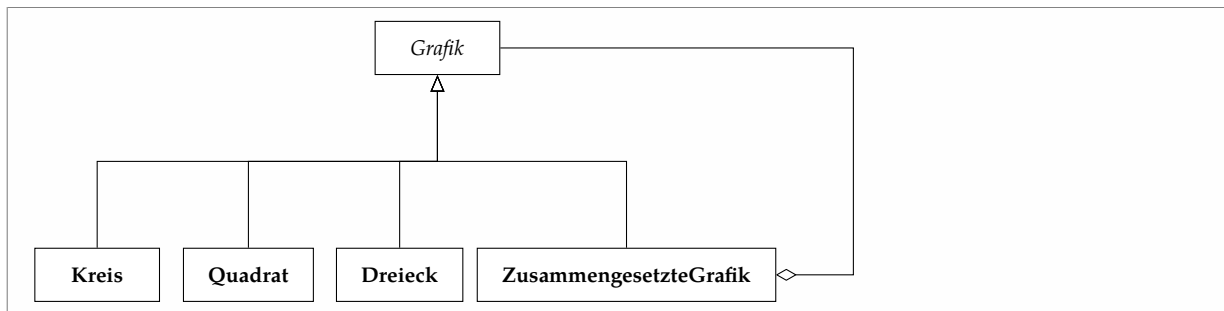 Grafik
Kreis
Quadrat
Dreieck
ZusammengesetzteGrafik